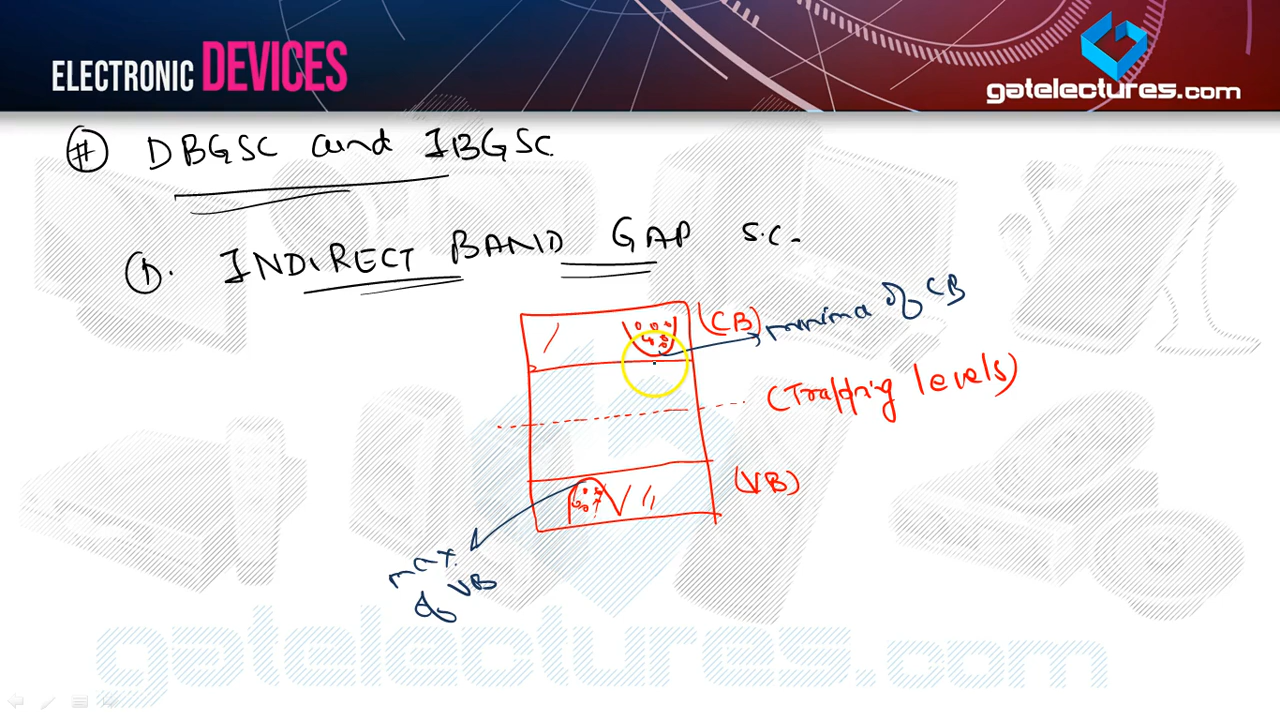 ELECTRONIC DEVICES
gatelectures.com
# DBGSC and IBGSC
1. INDIRECT BAND GAP S.C.
(CB)
minima of CB
(Trapping levels)
(VB)
max.
of VB
gatelectures.com